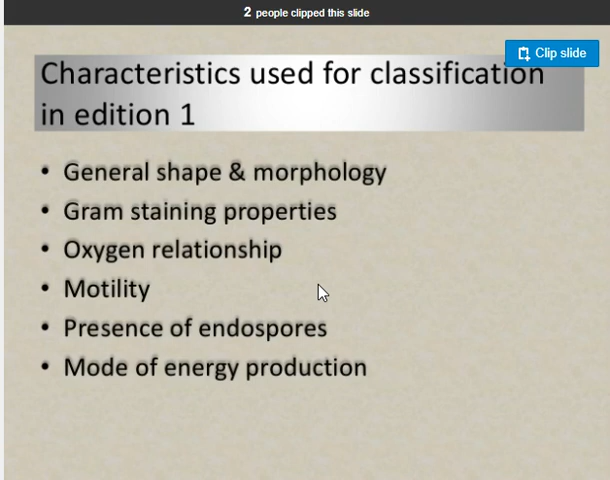 2 people clipped this slide
Clip slide
Characteristics used for classification
in edition 1
• General shape & morphology
• Gram staining properties
• Oxygen relationship
• Motility
• Presence of endospores
• Mode of energy production